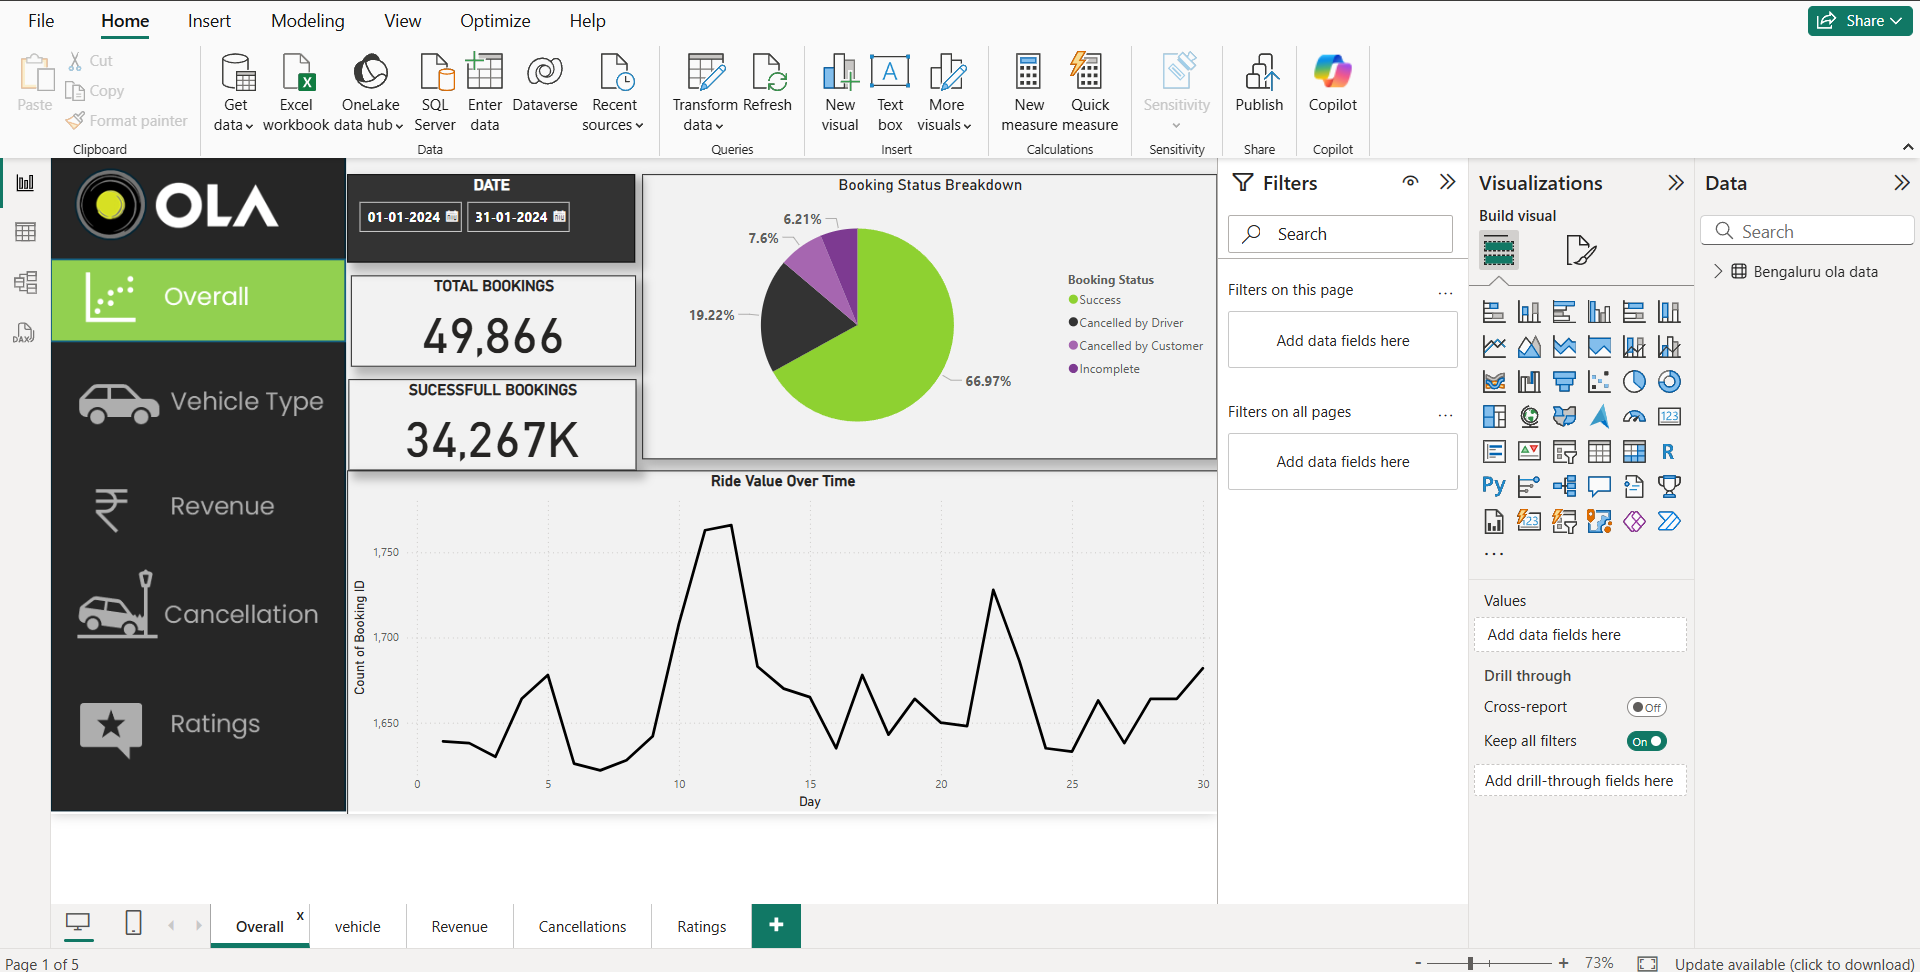 File Home Insert Modeling View Optimize Help
Share
Paste
Cut
Copy
Format painter
Clipboard
Get data
Excel workbook
OneLake data hub
SQL Server
Enter data
Dataverse
Recent sources
Data
Transform data
Refresh
Queries
New visual
Text box
More visuals
Insert
New measure
Quick measure
Calculations
Sensitivity
Sensitivity
Publish
Share
Copilot
Copilot
OLA
Overall
Vehicle Type
Revenue
Cancellation
Ratings
DATE
01-01-2024 31-01-2024
TOTAL BOOKINGS
49,866
SUCESSFULL BOOKINGS
34,267K
Booking Status Breakdown
6.21%
7.6%
19.22%
66.97%
Booking Status
Success
Cancelled by Driver
Cancelled by Customer
Incomplete
Ride Value Over Time
Count of Booking ID
1,750
1,700
1,650
0 5 10 15 20 25 30
Day
Filters
Search
Filters on this page
...
Add data fields here
Filters on all pages
...
Add data fields here
Visualizations
Build visual
123
R
Py
123
...
Values
Add data fields here
Drill through
Cross-report
Off
Keep all filters
On
Add drill-through fields here
Data
Search
Bengaluru ola data
DAX
Overall x
vehicle
Revenue
Cancellations
Ratings
+
Page 1 of 5
- + 73%
Update available (click to download)